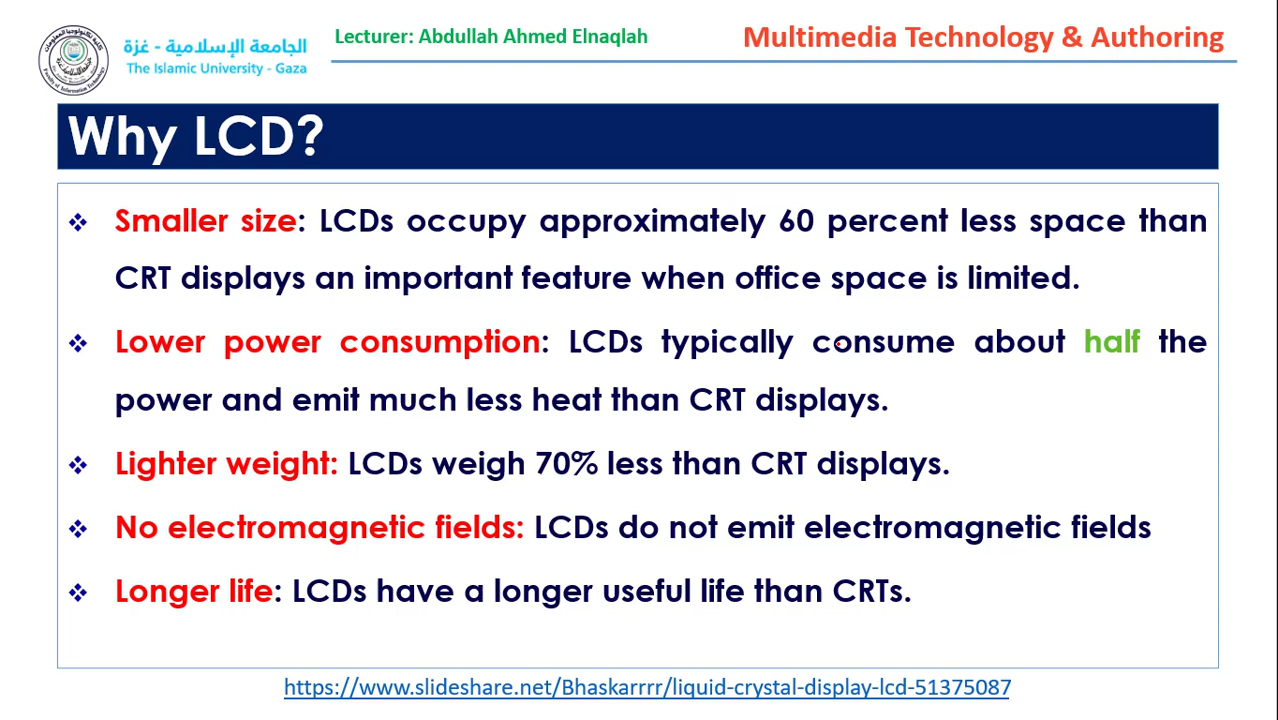 الجامعة الإسلامية - غزة
The Islamic University - Gaza
Lecturer: Abdullah Ahmed Elnaqlah
Multimedia Technology & Authoring
Why LCD?
❖ Smaller size: LCDs occupy approximately 60 percent less space than
CRT displays an important feature when office space is limited.
❖ Lower power consumption: LCDs typically consume about half the
power and emit much less heat than CRT displays.
❖ Lighter weight: LCDs weigh 70% less than CRT displays.
❖ No electromagnetic fields: LCDs do not emit electromagnetic fields
❖ Longer life: LCDs have a longer useful life than CRTs.
https://www.slideshare.net/Bhaskarrrr/liquid-crystal-display-lcd-51375087